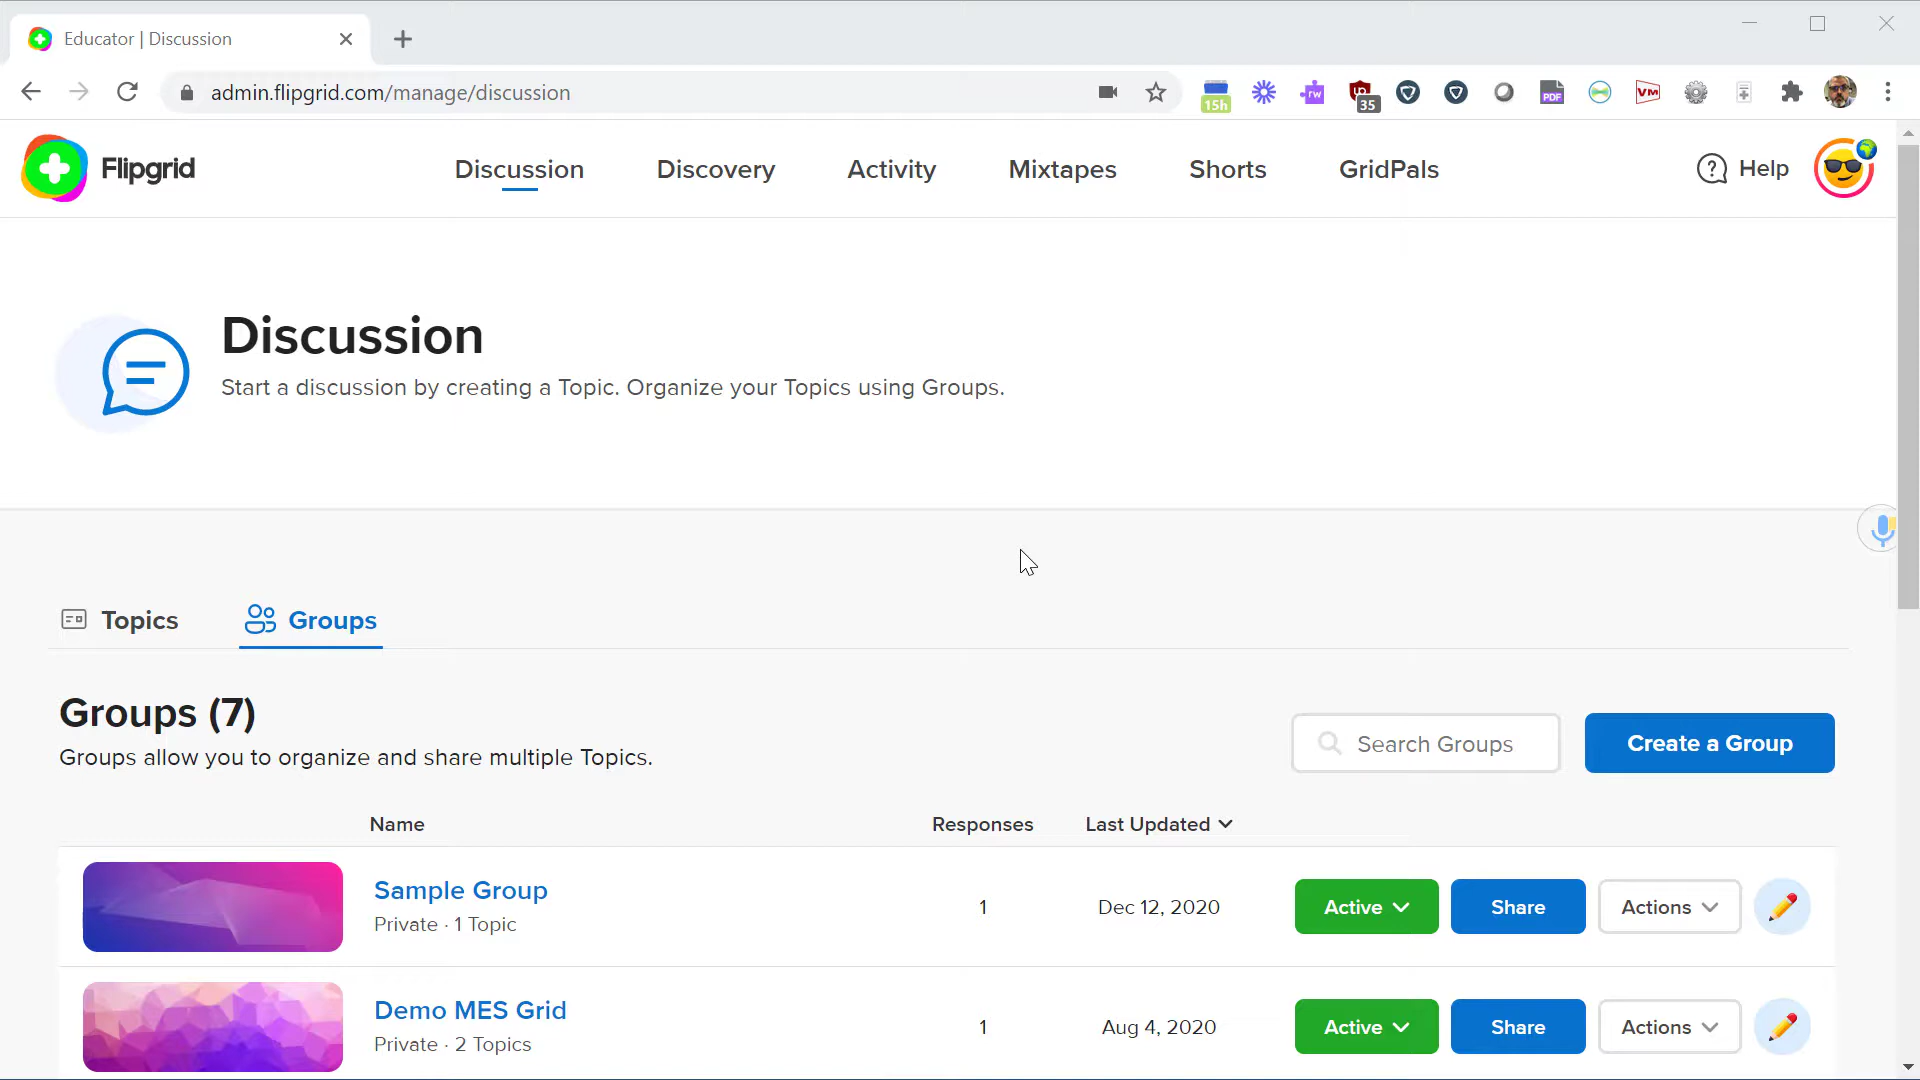 Educator | Discussion
admin.flipgrid.com/manage/discussion
15h
rw
35
PDF
VM
Flipgrid
Discussion
Discovery
Activity
Mixtapes
Shorts
GridPals
Help
Discussion
Start a discussion by creating a Topic. Organize your Topics using Groups.
Topics
Groups
Groups (7)
Groups allow you to organize and share multiple Topics.
Search Groups
Create a Group
Name
Responses
Last Updated
Sample Group
Private · 1 Topic
1
Dec 12, 2020
Active
Share
Actions
Demo MES Grid
Private · 2 Topics
1
Aug 4, 2020
Active
Share
Actions